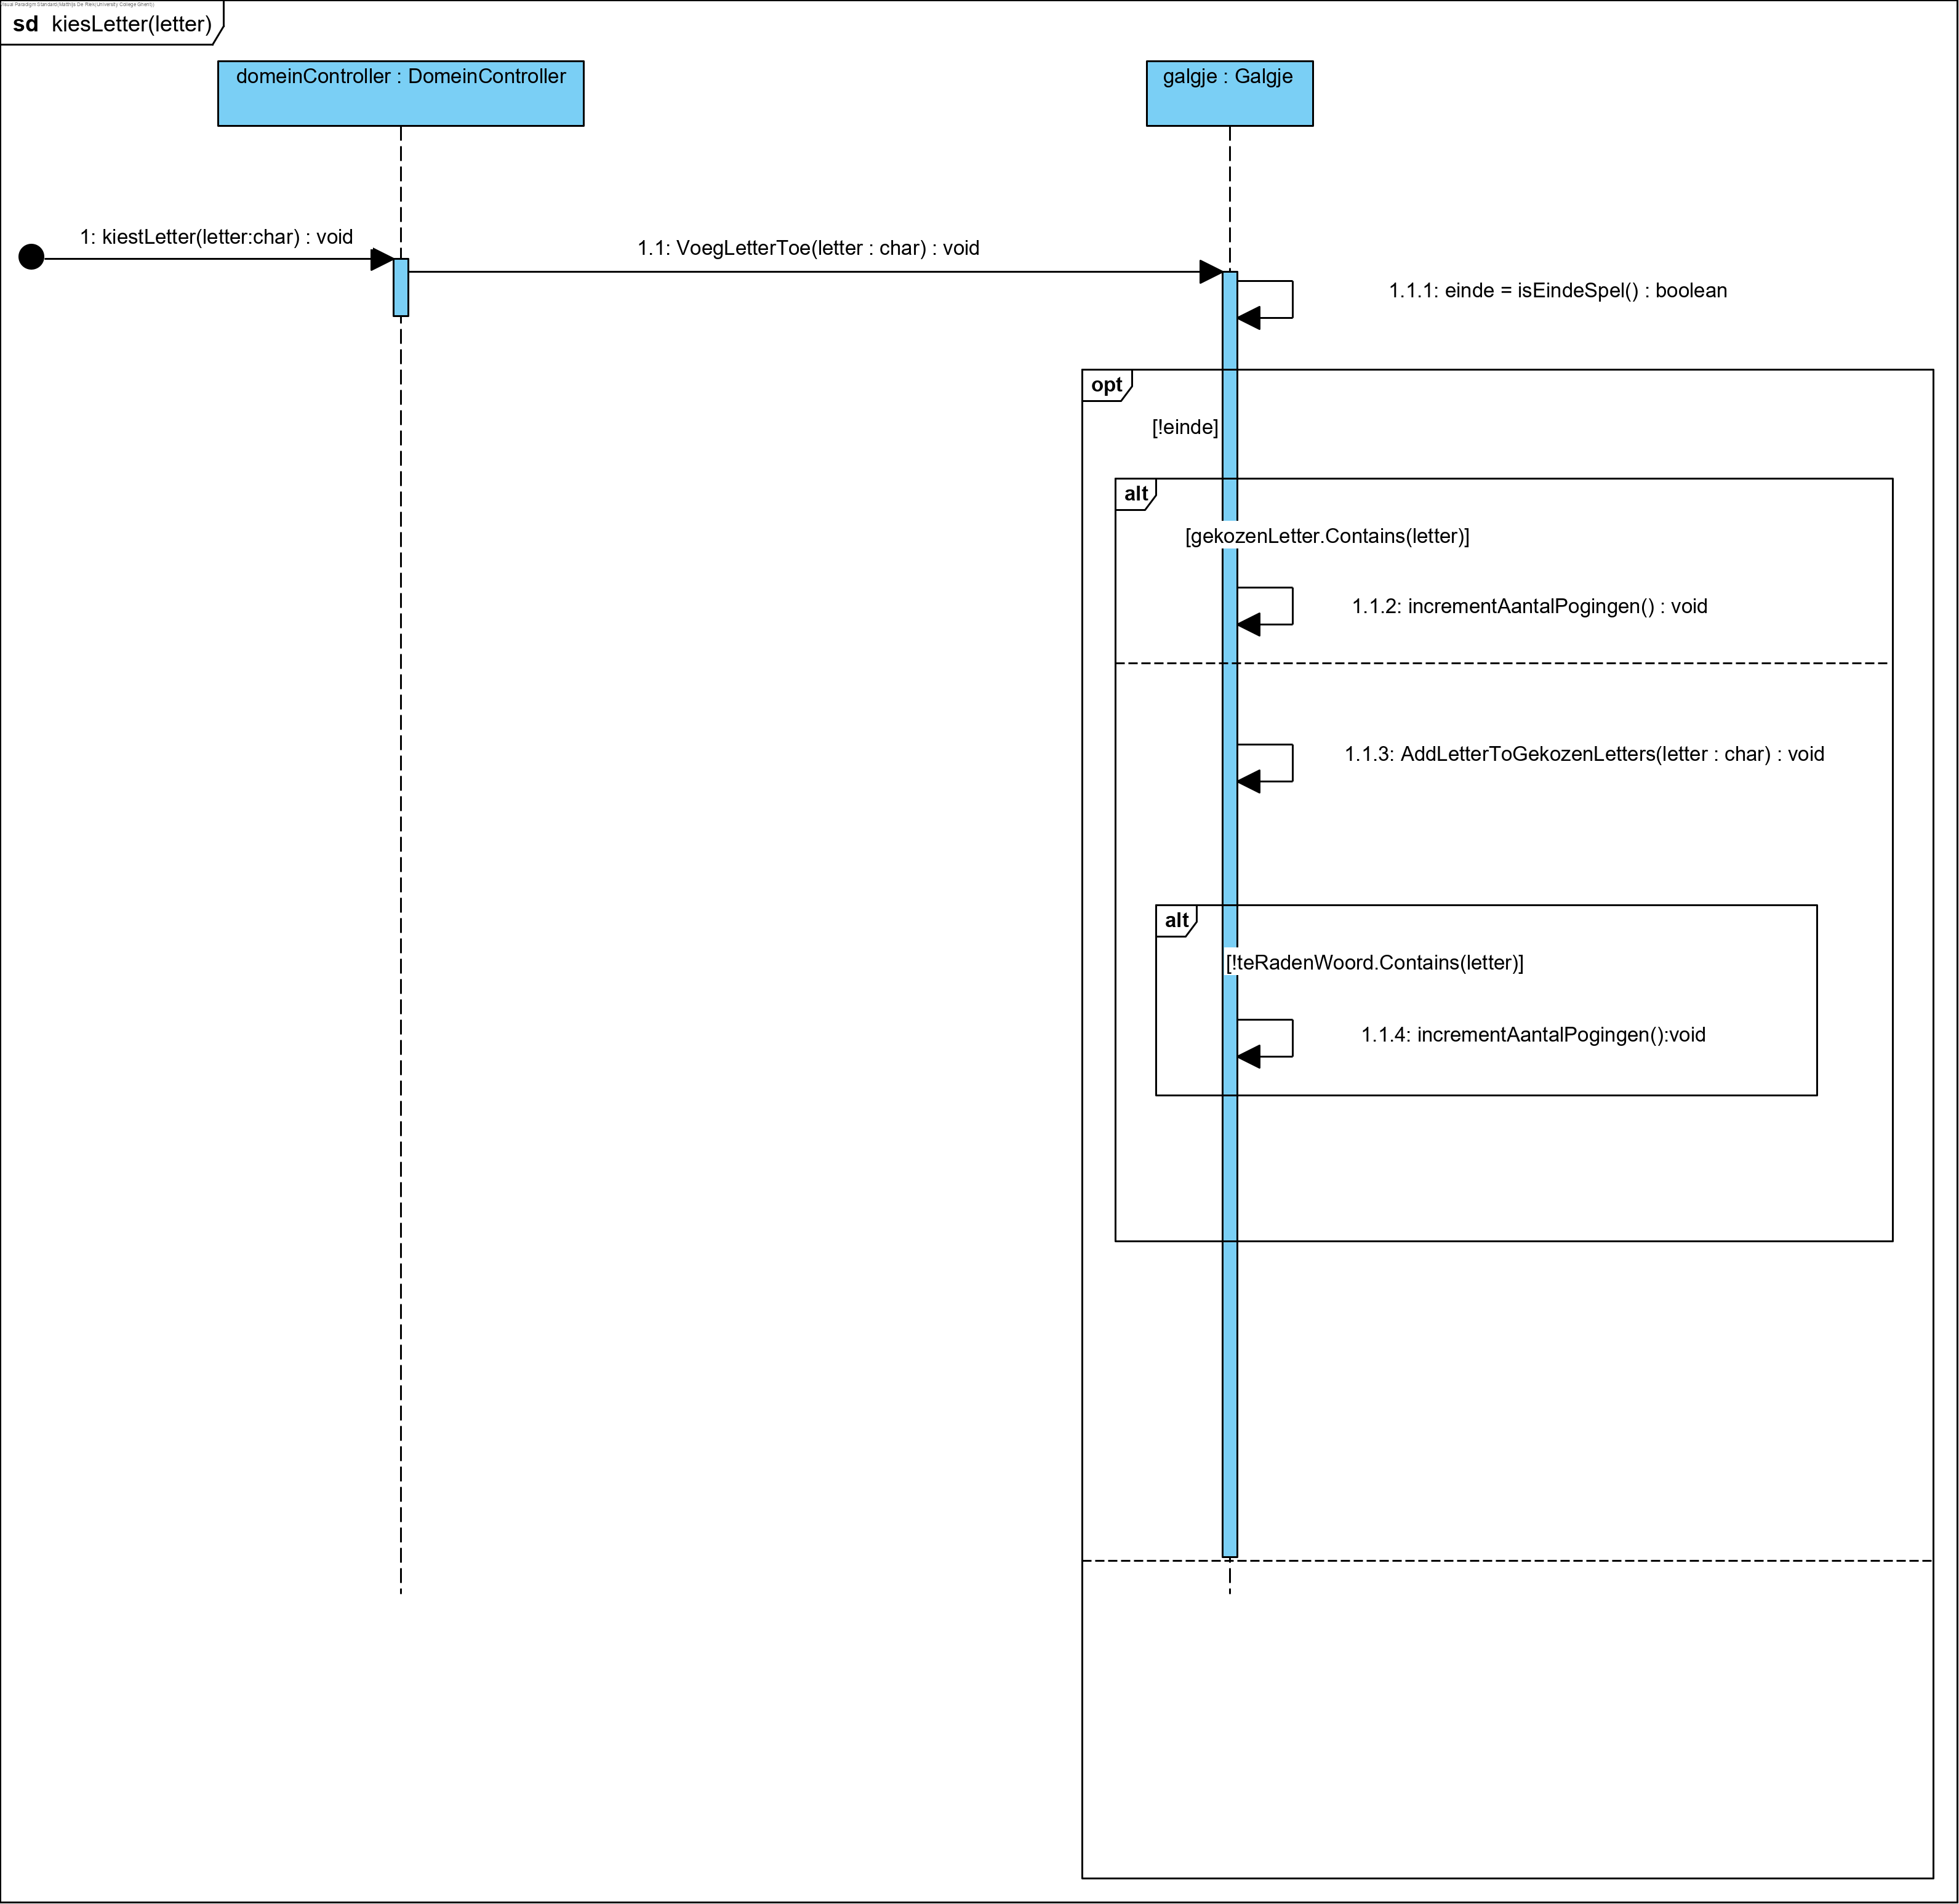 Visual Paradigm Standard(Matthijs De Rien(University College Ghent))
sd kiesLetter(letter)
domeinController : DomeinController
galgje : Galgje
1: kiestLetter(letter:char) : void
1.1: VoegLetterToe(letter : char) : void
1.1.1: einde = isEindeSpel() : boolean
opt
[!einde]
alt
[gekozenLetter.Contains(letter)]
1.1.2: incrementAantalPogingen() : void
1.1.3: AddLetterToGekozenLetters(letter : char) : void
alt
[!teRadenWoord.Contains(letter)]
1.1.4: incrementAantalPogingen():void